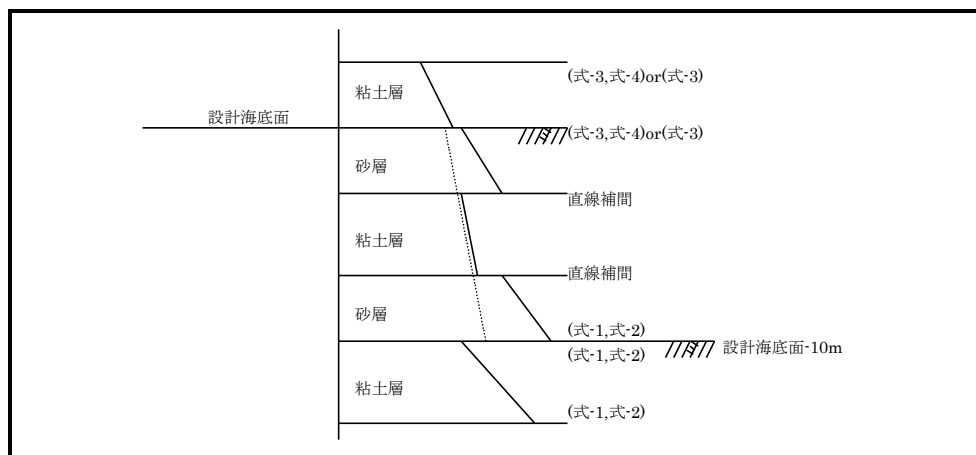 (式-3,式-4)or(式-3)
粘土層
設計海底面
(式-3,式-4)or(式-3)
砂層
直線補間
粘土層
直線補間
砂層
(式-1,式-2)
設計海底面-10m
(式-1,式-2)
粘土層
(式-1,式-2)